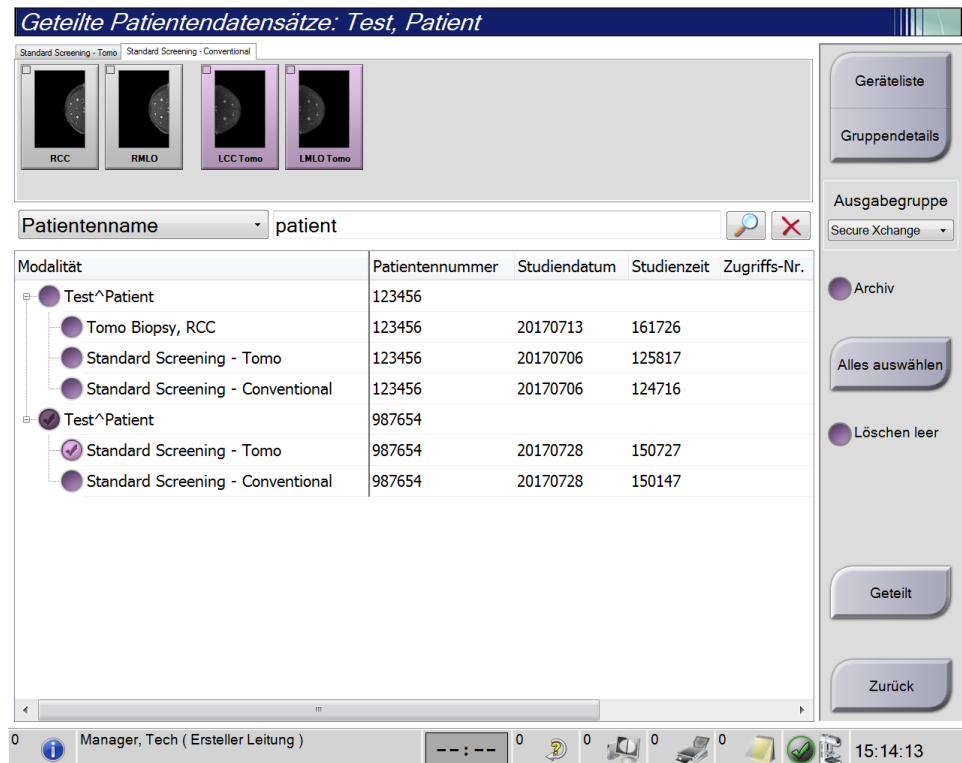 Geteilte Patientendatensätze: Test, Patient
Standard Screening - Tomo Standard Screening - Conventional
RCC RMLO LCC Tomo LMLO Tomo
Geräteliste
Gruppendetails
Ausgabegruppe
Secure Xchange
Patientenname patient
Modalität Patientennummer Studiendatum Studienzeit Zugriffs-Nr.
Test^Patient 123456
Tomo Biopsy, RCC 123456 20170713 161726
Standard Screening - Tomo 123456 20170706 125817
Standard Screening - Conventional 123456 20170706 124716
Test^Patient 987654
Standard Screening - Tomo 987654 20170728 150727
Standard Screening - Conventional 987654 20170728 150147
Archiv
Alles auswählen
Löschen leer
Geteilt
Zurück
0 Manager, Tech ( Ersteller Leitung ) --:-- 0 0 0 0 15:14:13